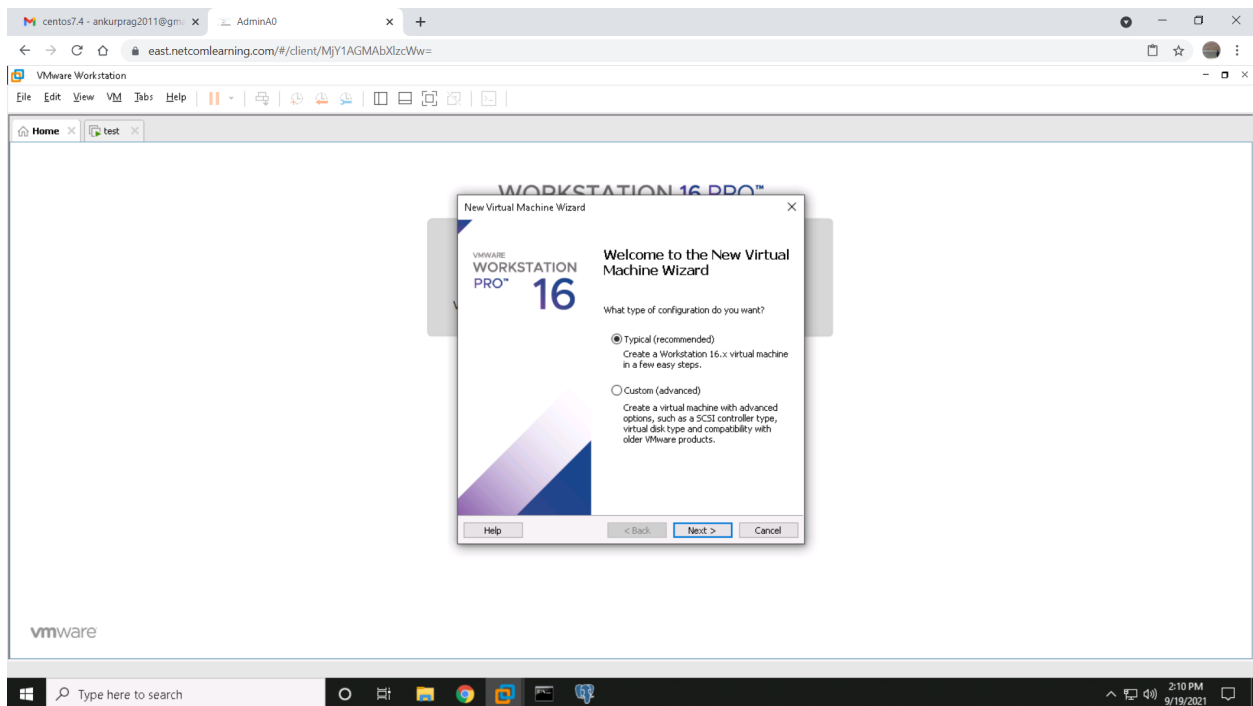 centos7.4 - ankurprag2011@gma
AdminA0
east.netcomlearning.com/#/client/MjY1AGMAbXlzcWw=
VMware Workstation
File Edit View VM Tabs Help
Home
test
WORKSTATION 16 PRO™
New Virtual Machine Wizard
VMWARE
WORKSTATION
PRO™ 16
Welcome to the New Virtual
Machine Wizard
What type of configuration do you want?
Typical (recommended)
Create a Workstation 16.x virtual machine
in a few easy steps.
Custom (advanced)
Create a virtual machine with advanced
options, such as a SCSI controller type,
virtual disk type and compatibility with
older VMware products.
Help
< Back
Next >
Cancel
vmware
Type here to search
2:10 PM
9/19/2021